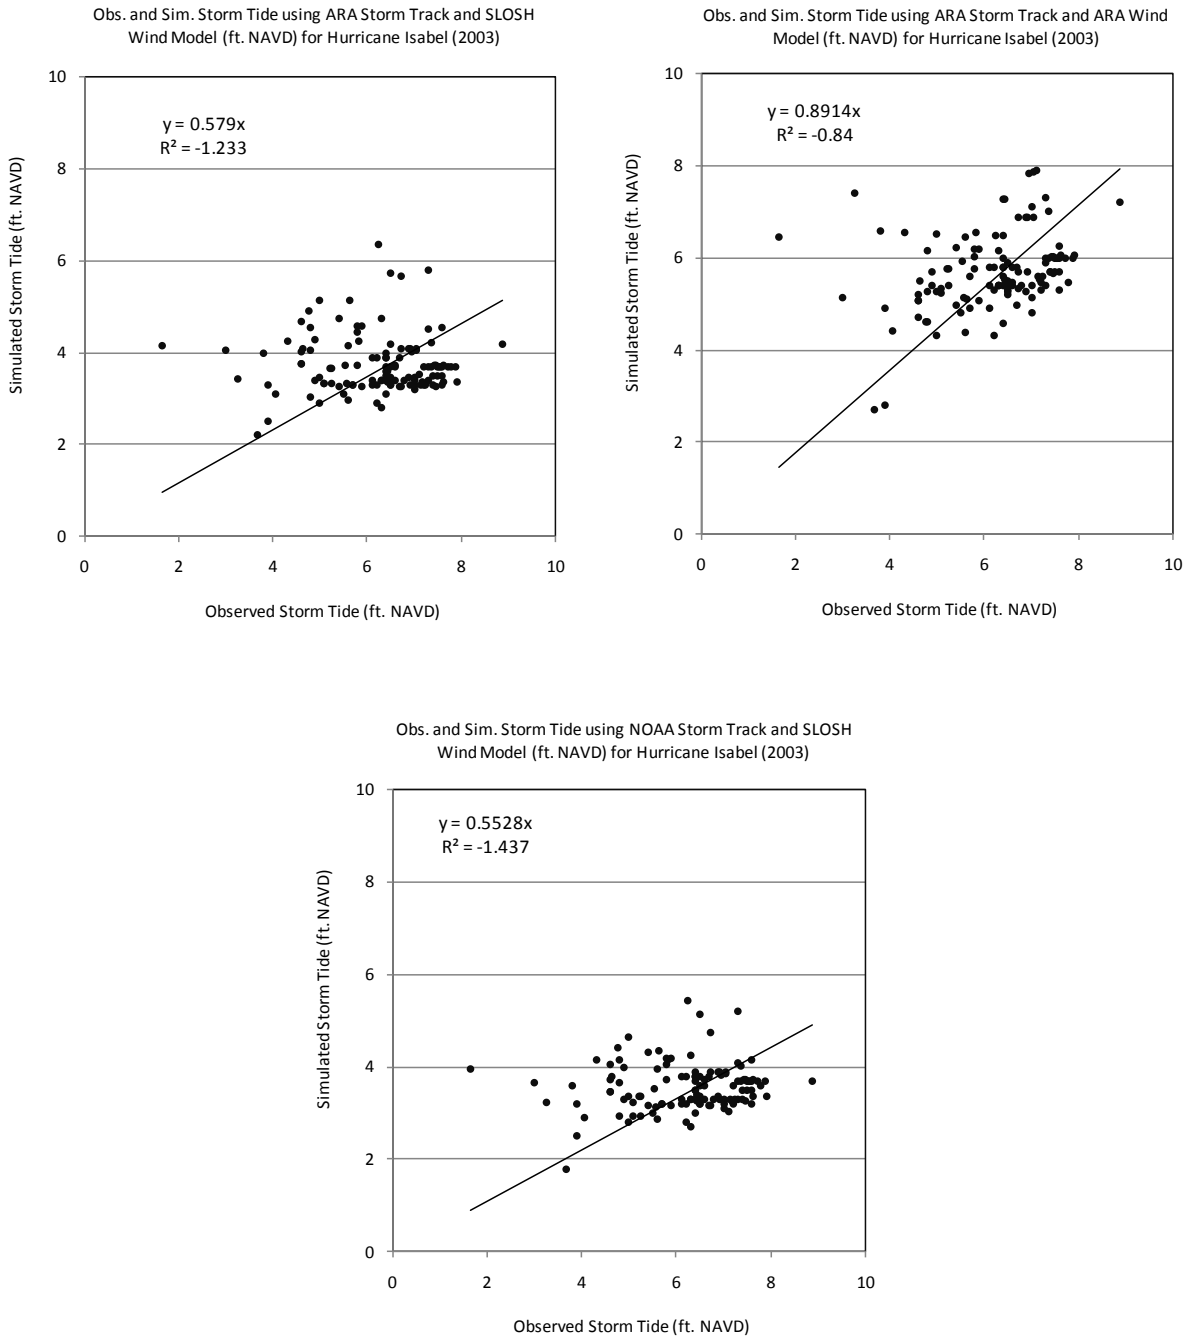 Obs. and Sim. Storm Tide using ARA Storm Track and SLOSH
Wind Model (ft. NAVD) for Hurricane Isabel (2003)
10
8
6
4
2
0
y = 0.579x
R² = -1.233
Simulated Storm Tide (ft. NAVD)
0 2 4 6 8 10
Observed Storm Tide (ft. NAVD)
Obs. and Sim. Storm Tide using ARA Storm Track and ARA Wind
Model (ft. NAVD) for Hurricane Isabel (2003)
10
8
6
4
2
0
y = 0.8914x
R² = -0.84
Simulated Storm Tide (ft. NAVD)
0 2 4 6 8 10
Observed Storm Tide (ft. NAVD)
Obs. and Sim. Storm Tide using NOAA Storm Track and SLOSH
Wind Model (ft. NAVD) for Hurricane Isabel (2003)
10
8
6
4
2
0
y = 0.5528x
R² = -1.437
Simulated Storm Tide (ft. NAVD)
0 2 4 6 8 10
Observed Storm Tide (ft. NAVD)